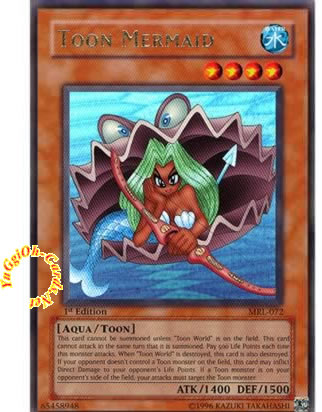 TOON MERMAID
水
YuGgiOh-Cards.Net
1st Edition
MRL-072
[AQUA/TOON]
This card cannot be summoned unless "Toon World" is on the field. This card
cannot attack in the same turn that it is summoned. Pay 500 Life Points each time
this monster attacks. When "Toon World" is destroyed, this card is also destroyed.
If your opponent doesn't control a Toon monster on the field, this card may inflict
Direct Damage to your opponent's Life Points. If a Toon monster is on your
opponent's side of the field, your attacks must target the Toon monster.
ATK/1400 DEF/1500
65458948
©1996 KAZUKI TAKAHASHI